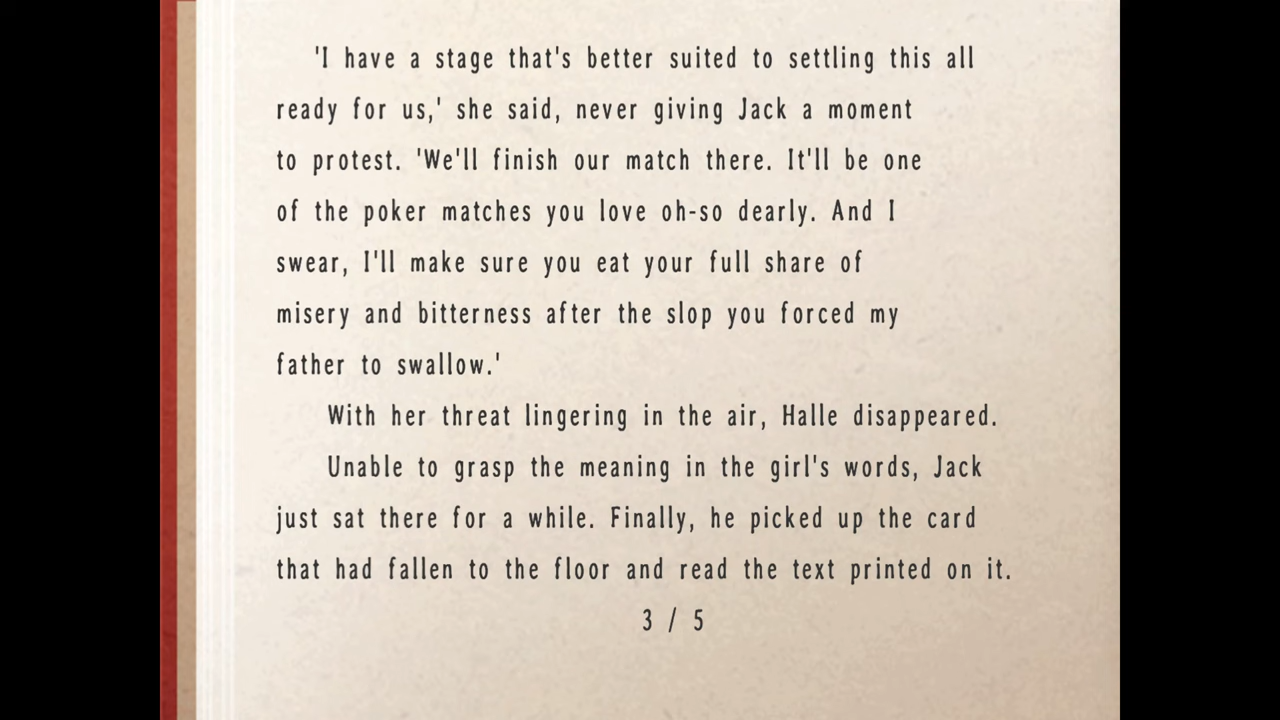 'I have a stage that's better suited to settling this all
ready for us,' she said, never giving Jack a moment
to protest. 'We'll finish our match there. It'll be one
of the poker matches you love oh-so dearly. And I
swear, I'll make sure you eat your full share of
misery and bitterness after the slop you forced my
father to swallow.'
With her threat lingering in the air, Halle disappeared.
Unable to grasp the meaning in the girl's words, Jack
just sat there for a while. Finally, he picked up the card
that had fallen to the floor and read the text printed on it.
3 / 5